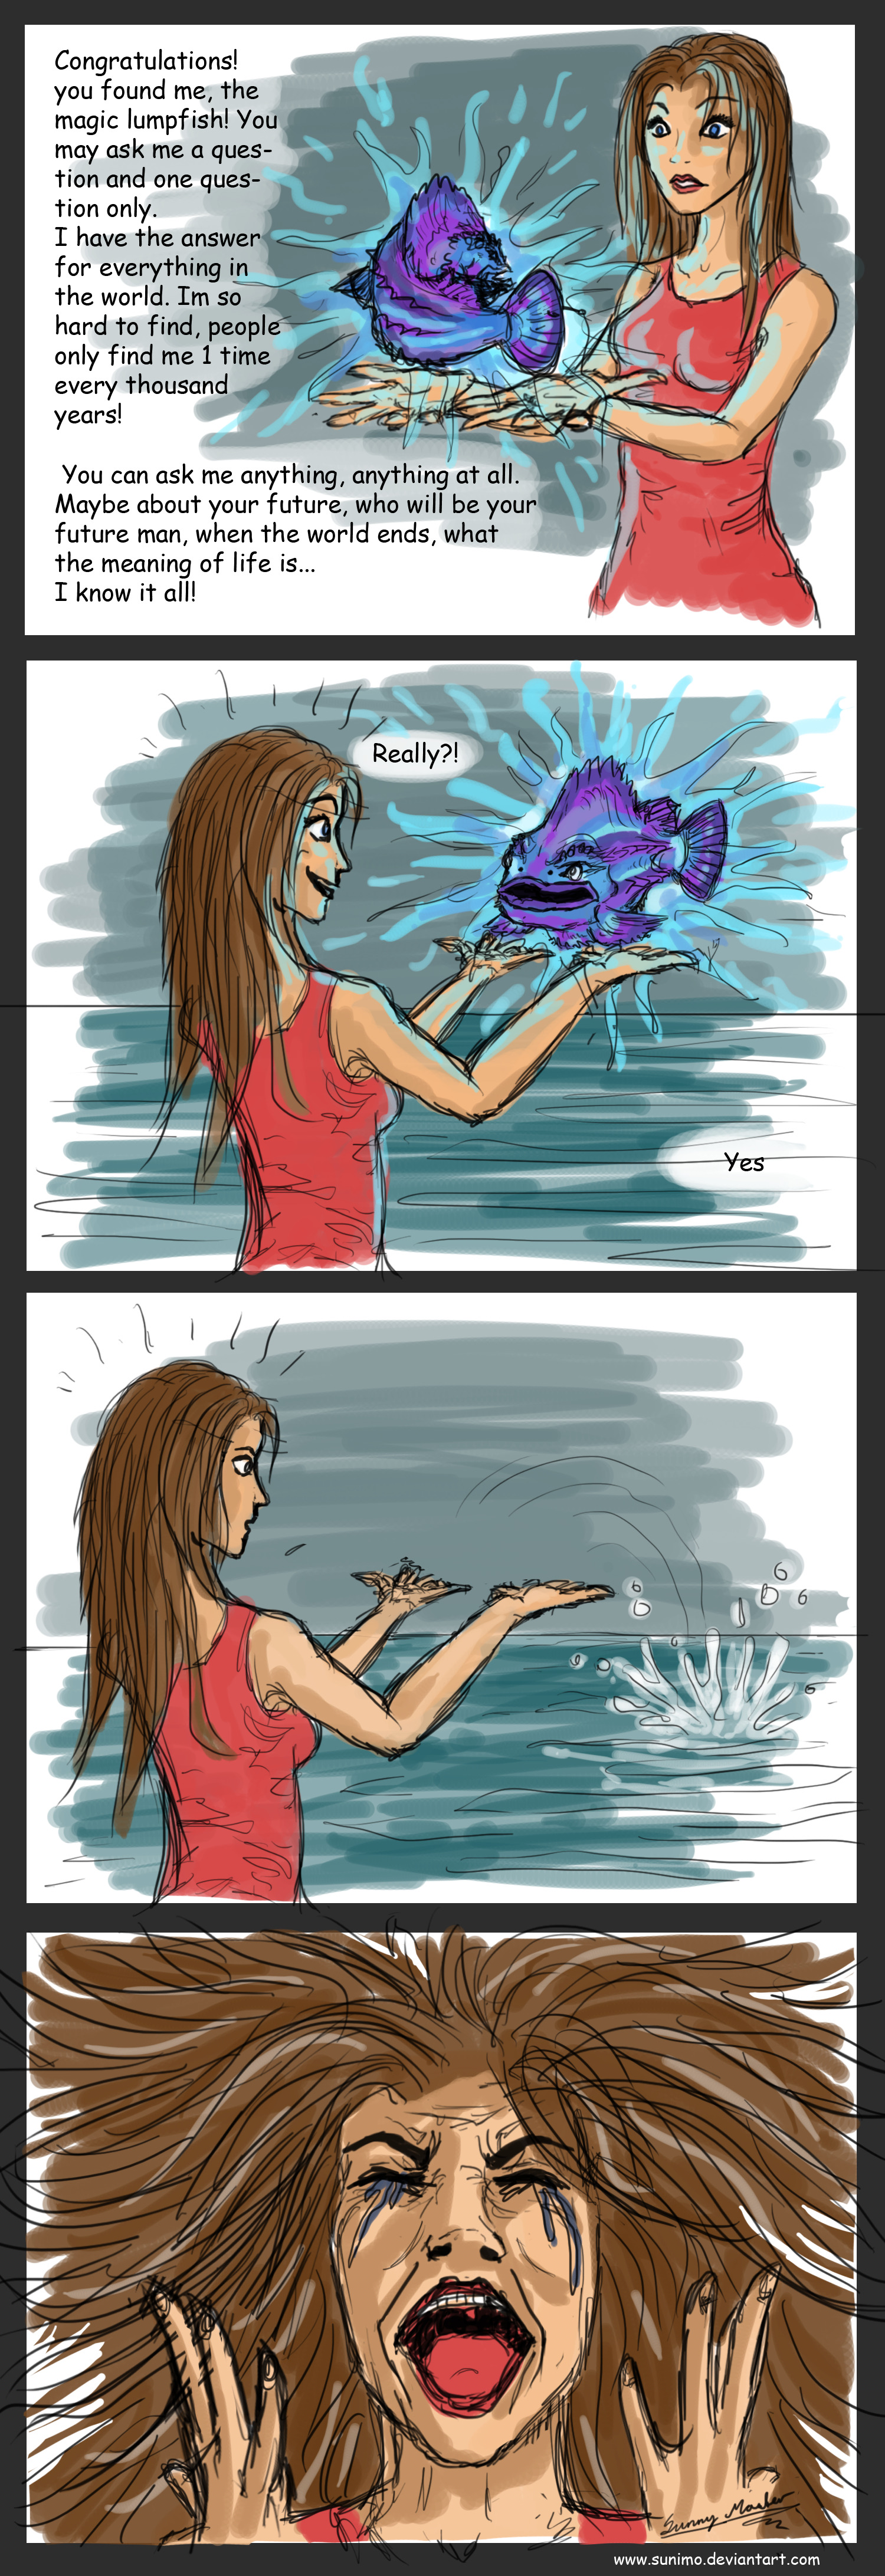 Congratulations!
you found me, the
magic lumpfish! You
may ask me a ques-
tion and one ques-
tion only.
I have the answer
for everything in
the world. Im so
hard to find, people
only find me 1 time
every thousand
years!
You can ask me anything, anything at all.
Maybe about your future, who will be your
future man, when the world ends, what
the meaning of life is...
I know it all!
Really?!
Yes
Sunny
www.sunimo.deviantart.com